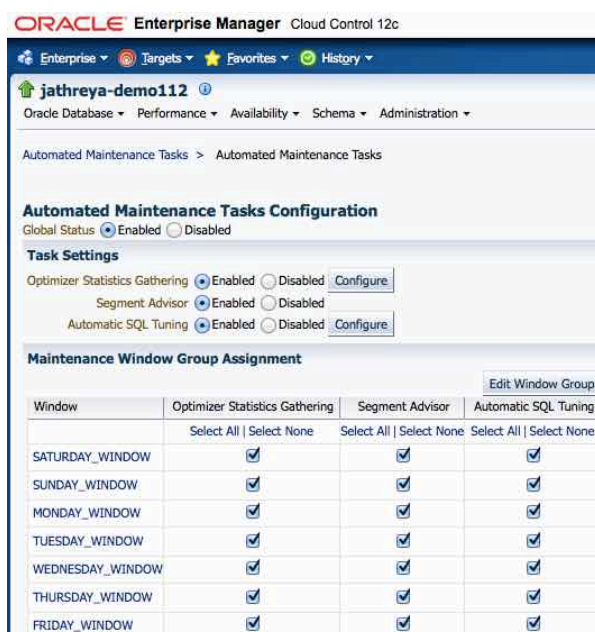 ORACLE Enterprise Manager Cloud Control 12c
Enterprise Targets Favorites History
jathreya-demo112
Oracle Database Performance Availability Schema Administration
Automated Maintenance Tasks > Automated Maintenance Tasks
Automated Maintenance Tasks Configuration
Global Status Enabled Disabled
Task Settings
Optimizer Statistics Gathering Enabled Disabled Configure
Segment Advisor Enabled Disabled
Automatic SQL Tuning Enabled Disabled Configure
Maintenance Window Group Assignment
Edit Window Group
Window Optimizer Statistics Gathering Segment Advisor Automatic SQL Tuning
Select All | Select None Select All | Select None Select All | Select None
SATURDAY_WINDOW
SUNDAY_WINDOW
MONDAY_WINDOW
TUESDAY_WINDOW
WEDNESDAY_WINDOW
THURSDAY_WINDOW
FRIDAY_WINDOW